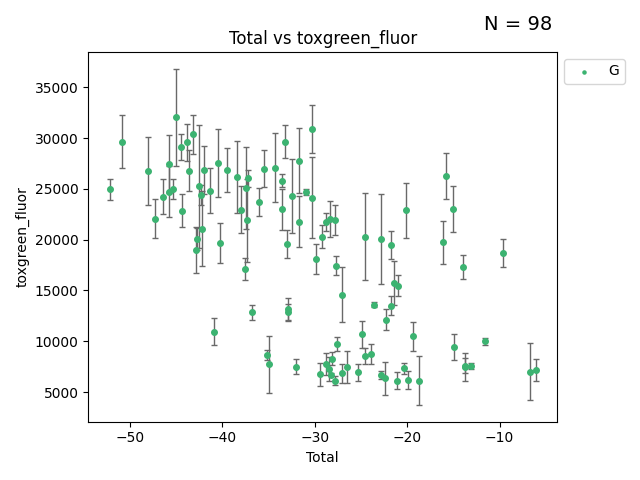 N = 98
Total vs toxgreen_fluor
G
35000
30000
25000
20000
15000
10000
5000
toxgreen_fluor
−50 −40 −30 −20 −10
Total